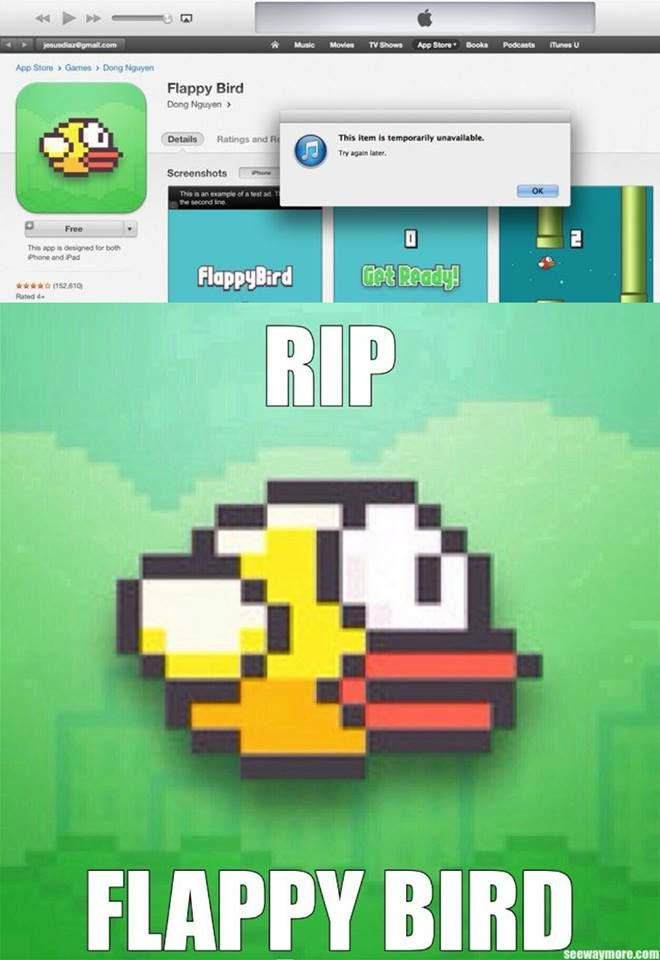 jesusdiaz@gmail.com
Music Movies TV Shows App Store Books Podcasts iTunes U
App Store > Games > Dong Nguyen
Flappy Bird
Dong Nguyen >
This item is temporarily unavailable.
Try again later.
OK
Details Ratings and Re
Screenshots iPhone
This is an example of a test ad. T
the second line.
Free
This app is designed for both
iPhone and iPad
(152,610)
Rated 4+
FlappyBird
0
Get Ready!
2
RIP
FLAPPY BIRD
seewaymore.com